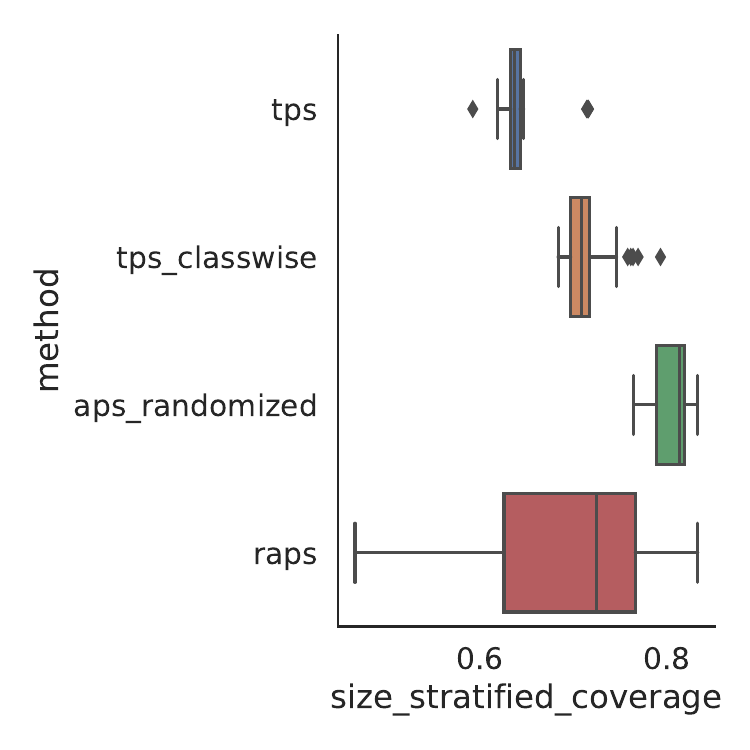 method
tps
tps_classwise
aps_randomized
raps
0.6 0.8
size_stratified_coverage